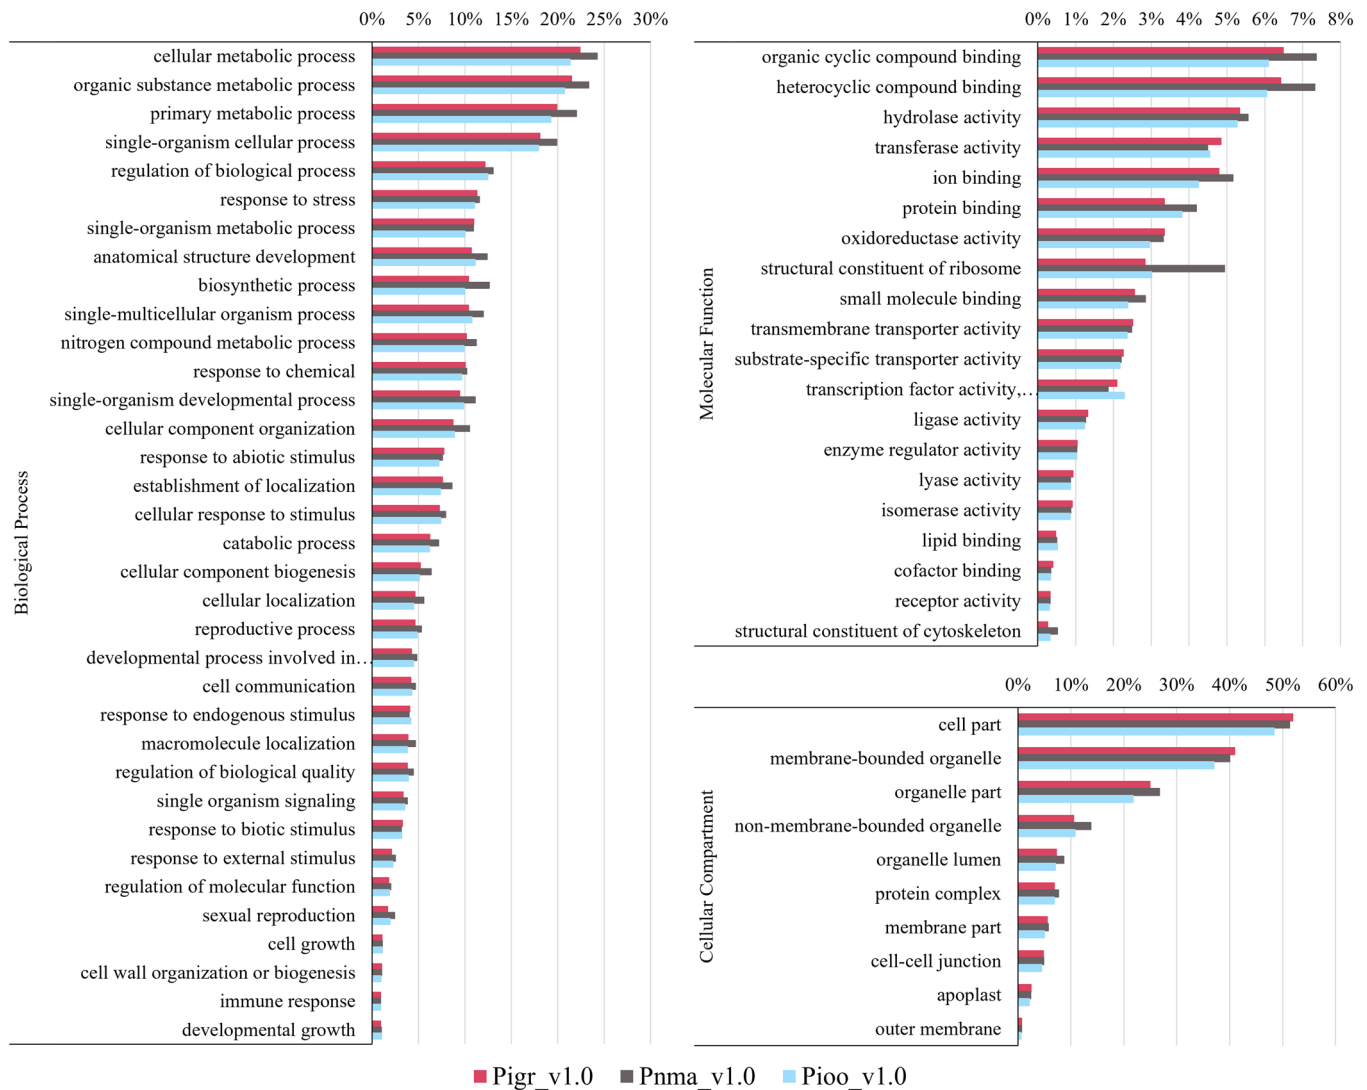 0% 5% 10% 15% 20% 25% 30%
Biological Process
cellular metabolic process
organic substance metabolic process
primary metabolic process
single-organism cellular process
regulation of biological process
response to stress
single-organism metabolic process
anatomical structure development
biosynthetic process
single-multicellular organism process
nitrogen compound metabolic process
response to chemical
single-organism developmental process
cellular component organization
response to abiotic stimulus
establishment of localization
cellular response to stimulus
catabolic process
cellular component biogenesis
cellular localization
reproductive process
developmental process involved in…
cell communication
response to endogenous stimulus
macromolecule localization
regulation of biological quality
single organism signaling
response to biotic stimulus
response to external stimulus
regulation of molecular function
sexual reproduction
cell growth
cell wall organization or biogenesis
immune response
developmental growth
0% 1% 2% 3% 4% 5% 6% 7% 8%
Molecular Function
organic cyclic compound binding
heterocyclic compound binding
hydrolase activity
transferase activity
ion binding
protein binding
oxidoreductase activity
structural constituent of ribosome
small molecule binding
transmembrane transporter activity
substrate-specific transporter activity
transcription factor activity,…
ligase activity
enzyme regulator activity
lyase activity
isomerase activity
lipid binding
cofactor binding
receptor activity
structural constituent of cytoskeleton
0% 10% 20% 30% 40% 50% 60%
Cellular Compartment
cell part
membrane-bounded organelle
organelle part
non-membrane-bounded organelle
organelle lumen
protein complex
membrane part
cell-cell junction
apoplast
outer membrane
Pigr_v1.0 Pnma_v1.0 Pioo_v1.0